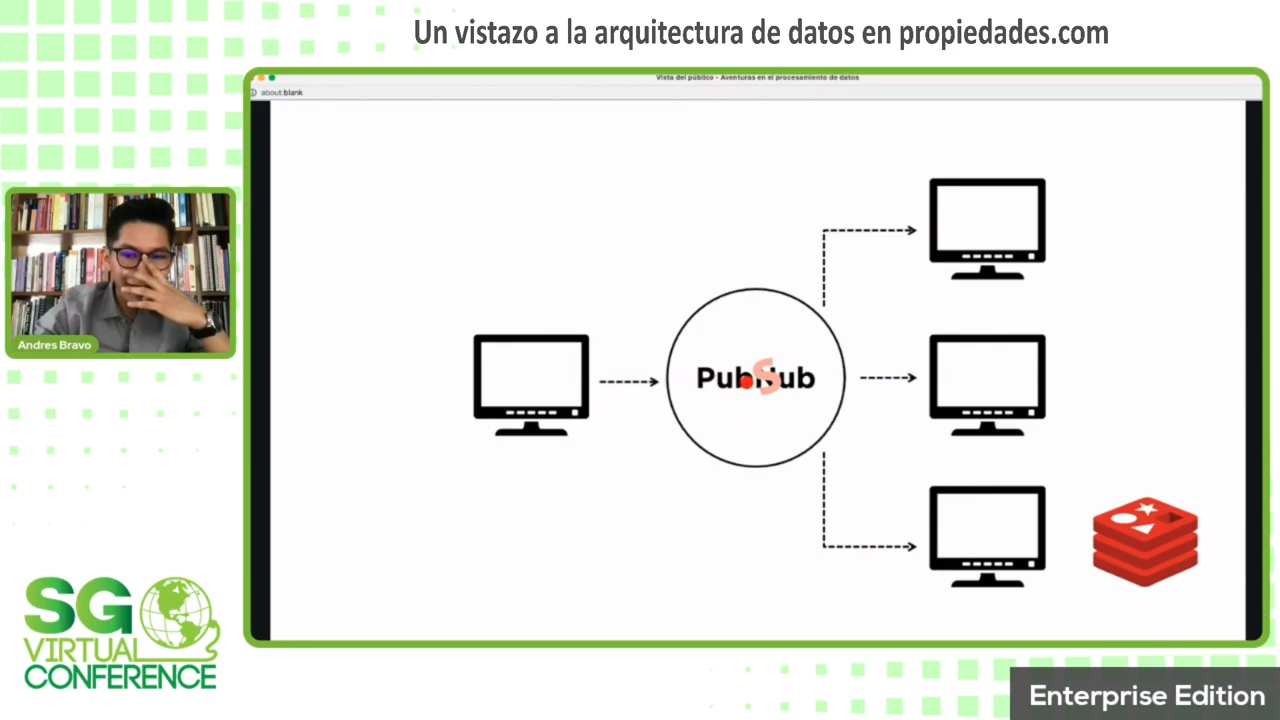 Un vistazo a la arquitectura de datos en propiedades.com
Vista del público - Aventuras en el procesamiento de datos
about:blank
Andres Bravo
SG
VIRTUAL
CONFERENCE
Enterprise Edition